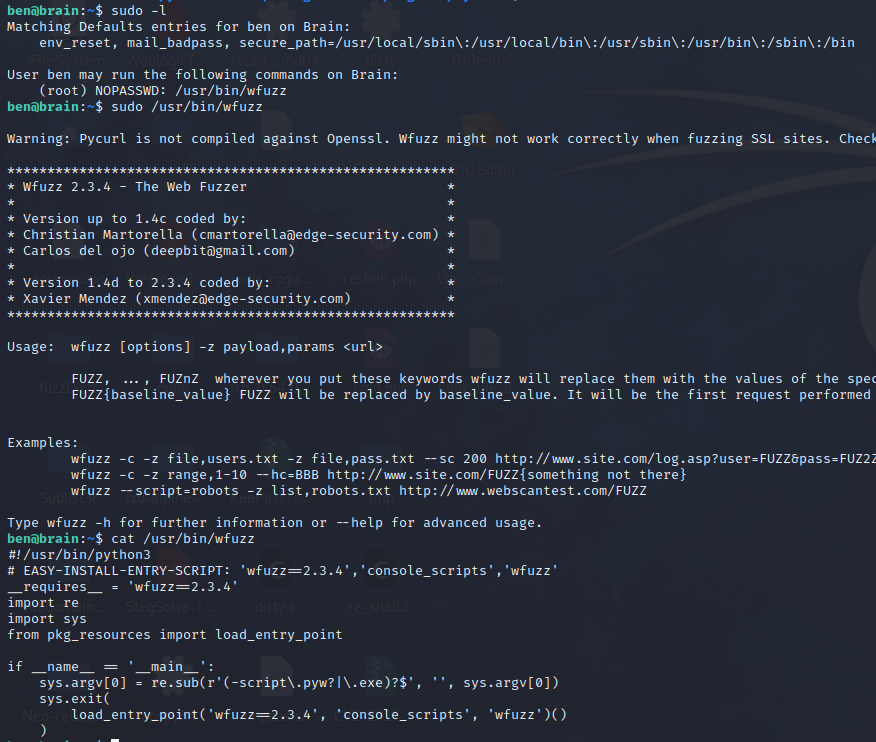 ben@brain:~$ sudo -l
Matching Defaults entries for ben on Brain:
    env_reset, mail_badpass, secure_path=/usr/local/sbin\:/usr/local/bin\:/usr/sbin\:/usr/bin\:/sbin\:/bin
User ben may run the following commands on Brain:
    (root) NOPASSWD: /usr/bin/wfuzz
ben@brain:~$ sudo /usr/bin/wfuzz
Warning: Pycurl is not compiled against Openssl. Wfuzz might not work correctly when fuzzing SSL sites. Check
********************************************************
* Wfuzz 2.3.4 - The Web Fuzzer                         *
*                                                      *
* Version up to 1.4c coded by:                         *
* Christian Martorella (cmartorella@edge-security.com) *
* Carlos del ojo (deepbit@gmail.com)                   *
*                                                      *
* Version 1.4d to 2.3.4 coded by:                      *
* Xavier Mendez (xmendez@edge-security.com)            *
********************************************************
Usage:  wfuzz [options] -z payload,params <url>
        FUZZ, ..., FUZnZ  wherever you put these keywords wfuzz will replace them with the values of the spec
        FUZZ{baseline_value} FUZZ will be replaced by baseline_value. It will be the first request performed
Examples:
        wfuzz -c -z file,users.txt -z file,pass.txt --sc 200 http://www.site.com/log.asp?user=FUZZ&pass=FUZ2Z
        wfuzz -c -z range,1-10 --hc=BBB http://www.site.com/FUZZ{something not there}
        wfuzz --script=robots -z list,robots.txt http://www.webscantest.com/FUZZ
Type wfuzz -h for further information or --help for advanced usage.
ben@brain:~$ cat /usr/bin/wfuzz
#!/usr/bin/python3
# EASY-INSTALL-ENTRY-SCRIPT: 'wfuzz==2.3.4','console_scripts','wfuzz'
__requires__ = 'wfuzz==2.3.4'
import re
import sys
from pkg_resources import load_entry_point
if __name__ == '__main__':
    sys.argv[0] = re.sub(r'(-script\.pyw?|\.exe)?$', '', sys.argv[0])
    sys.exit(
        load_entry_point('wfuzz==2.3.4', 'console_scripts', 'wfuzz')()
    )